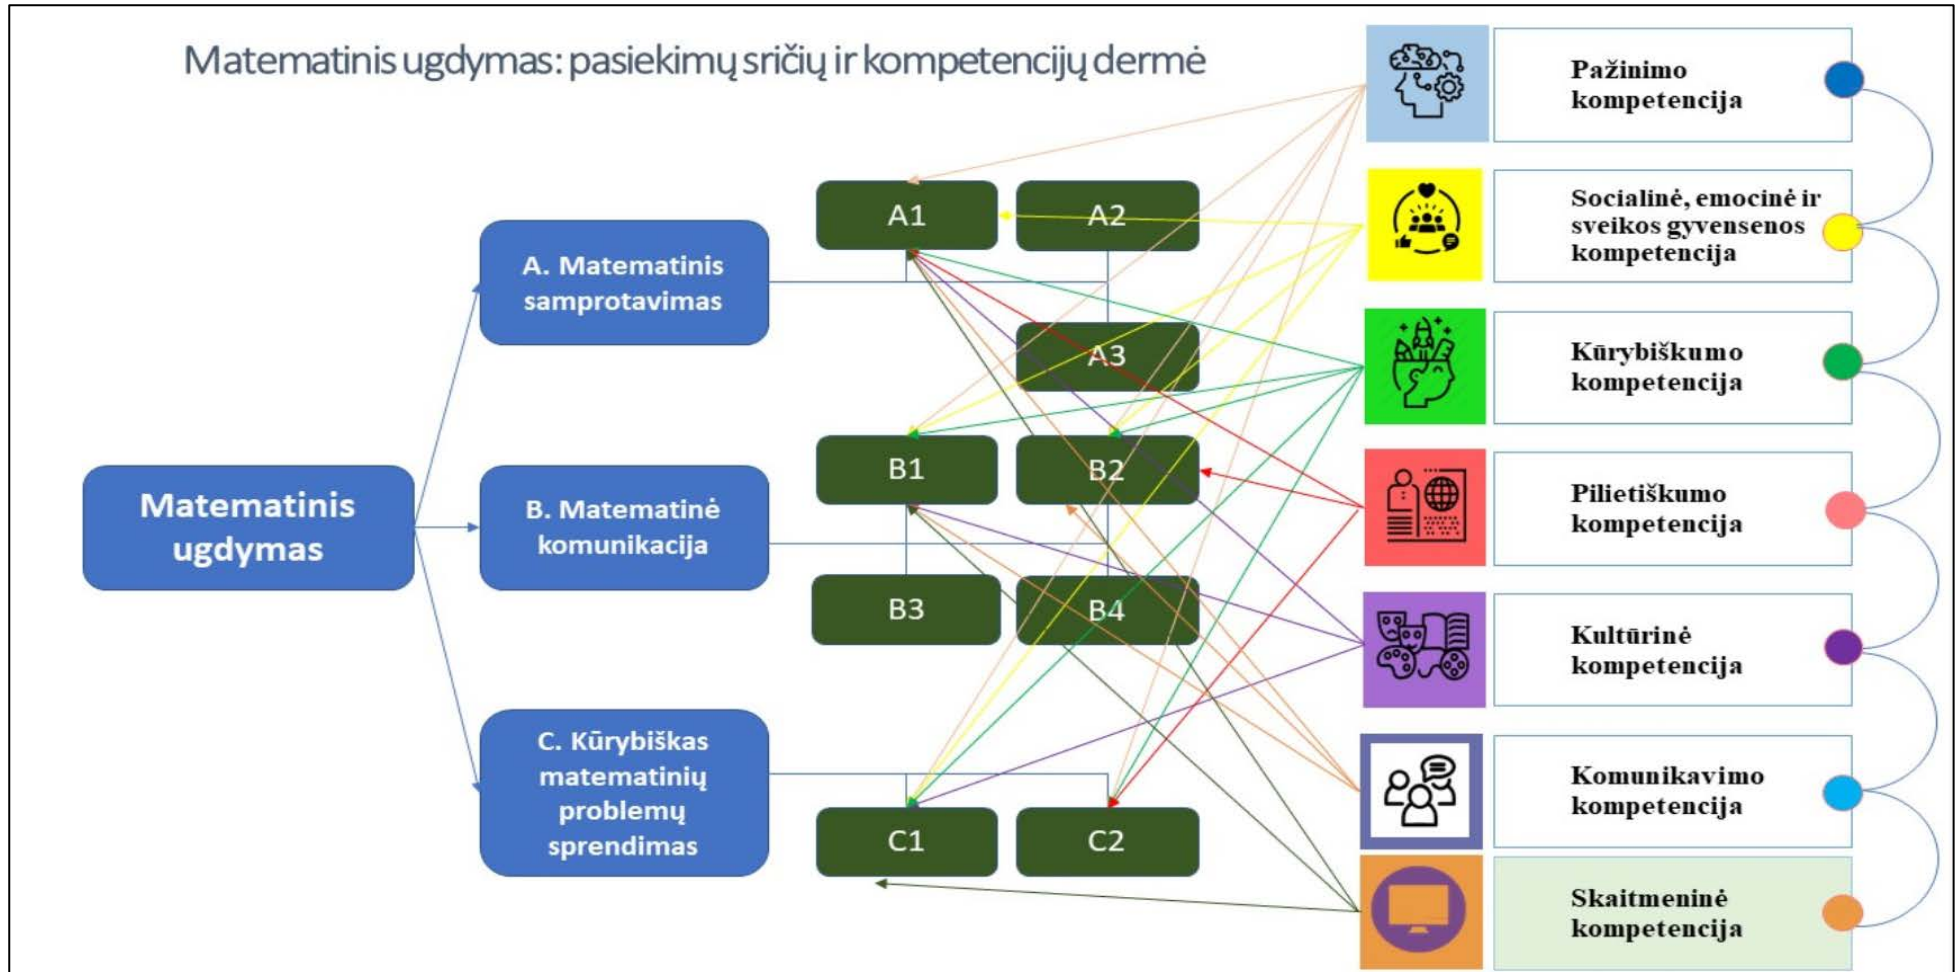 Matematinis ugdymas: pasiekimų sričių ir kompetencijų dermė
Matematinis
ugdymas
A. Matematinis
samprotavimas
B. Matematinė
komunikacija
C. Kūrybiškas
matematinių
problemų
sprendimas
A1
A2
A3
B1
B2
B3
B4
C1
C2
Pažinimo
kompetencija
Socialinė, emocinė ir
sveikos gyvensenos
kompetencija
Kūrybiškumo
kompetencija
Pilietiškumo
kompetencija
Kultūrinė
kompetencija
Komunikavimo
kompetencija
Skaitmeninė
kompetencija